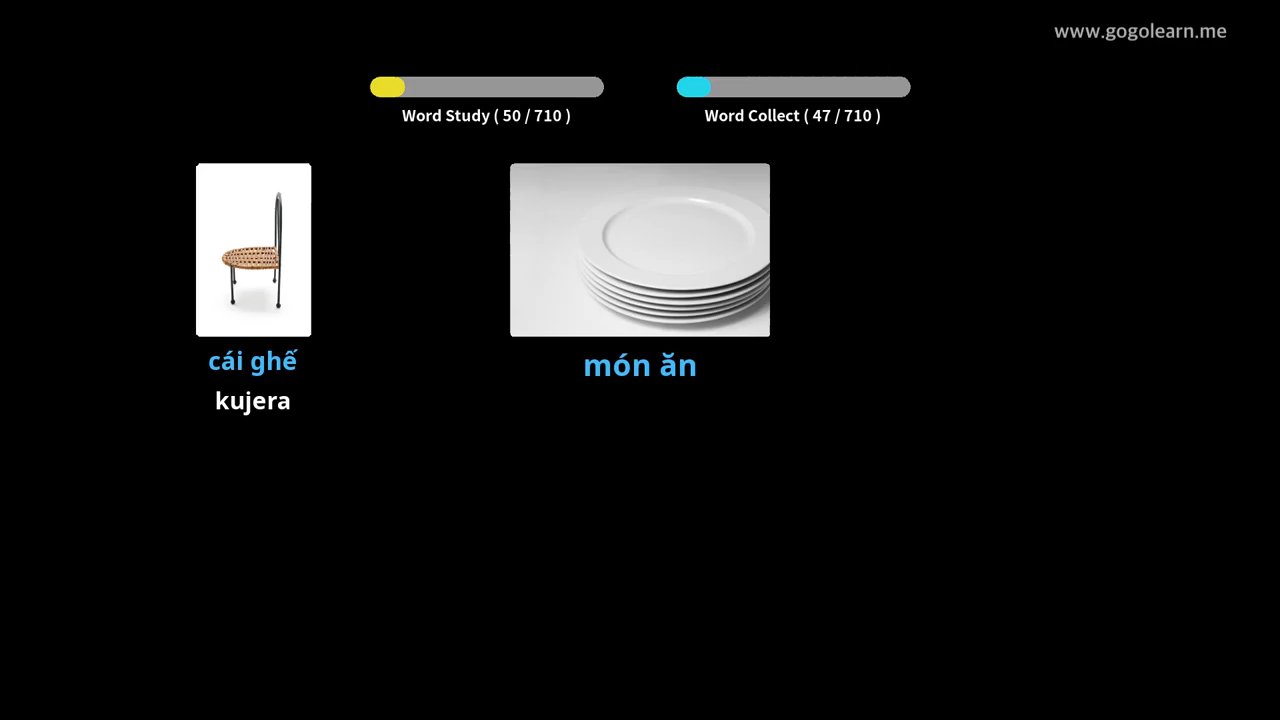 www.gogolearn.me
Word Study ( 50 / 710 )
Word Collect ( 47 / 710 )
cái ghế
kujera
món ăn